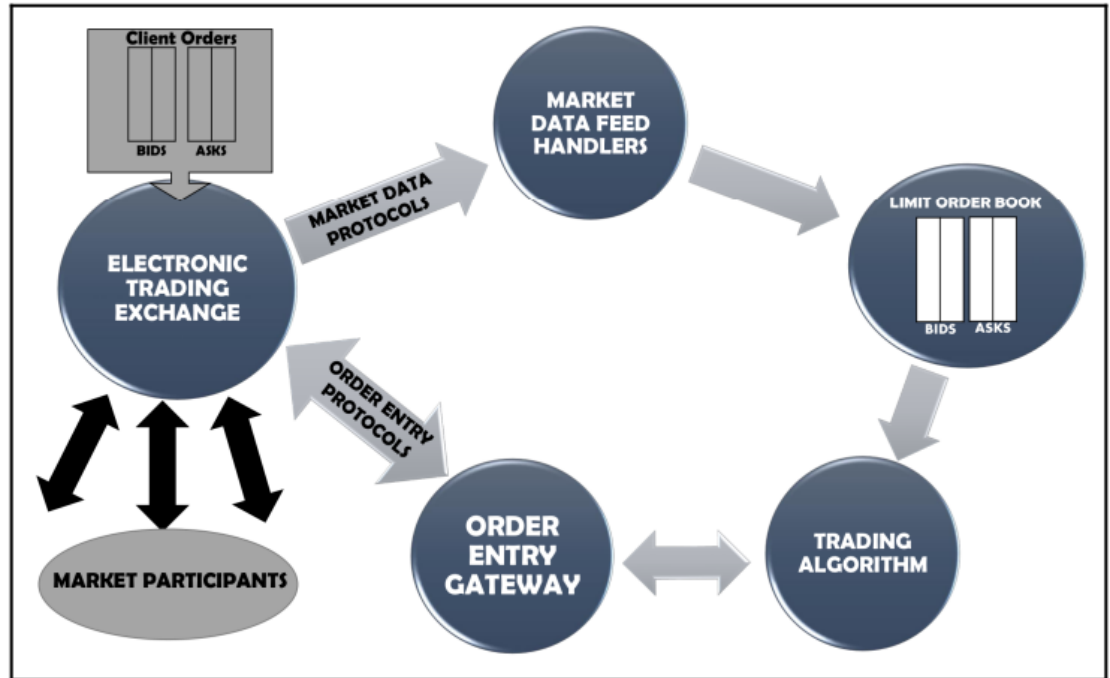 Client Orders
BIDS ASKS
ELECTRONIC
TRADING
EXCHANGE
MARKET DATA
PROTOCOLS
MARKET
DATA FEED
HANDLERS
LIMIT ORDER BOOK
BIDS ASKS
TRADING
ALGORITHM
ORDER
ENTRY
GATEWAY
ORDER ENTRY
PROTOCOLS
MARKET PARTICIPANTS